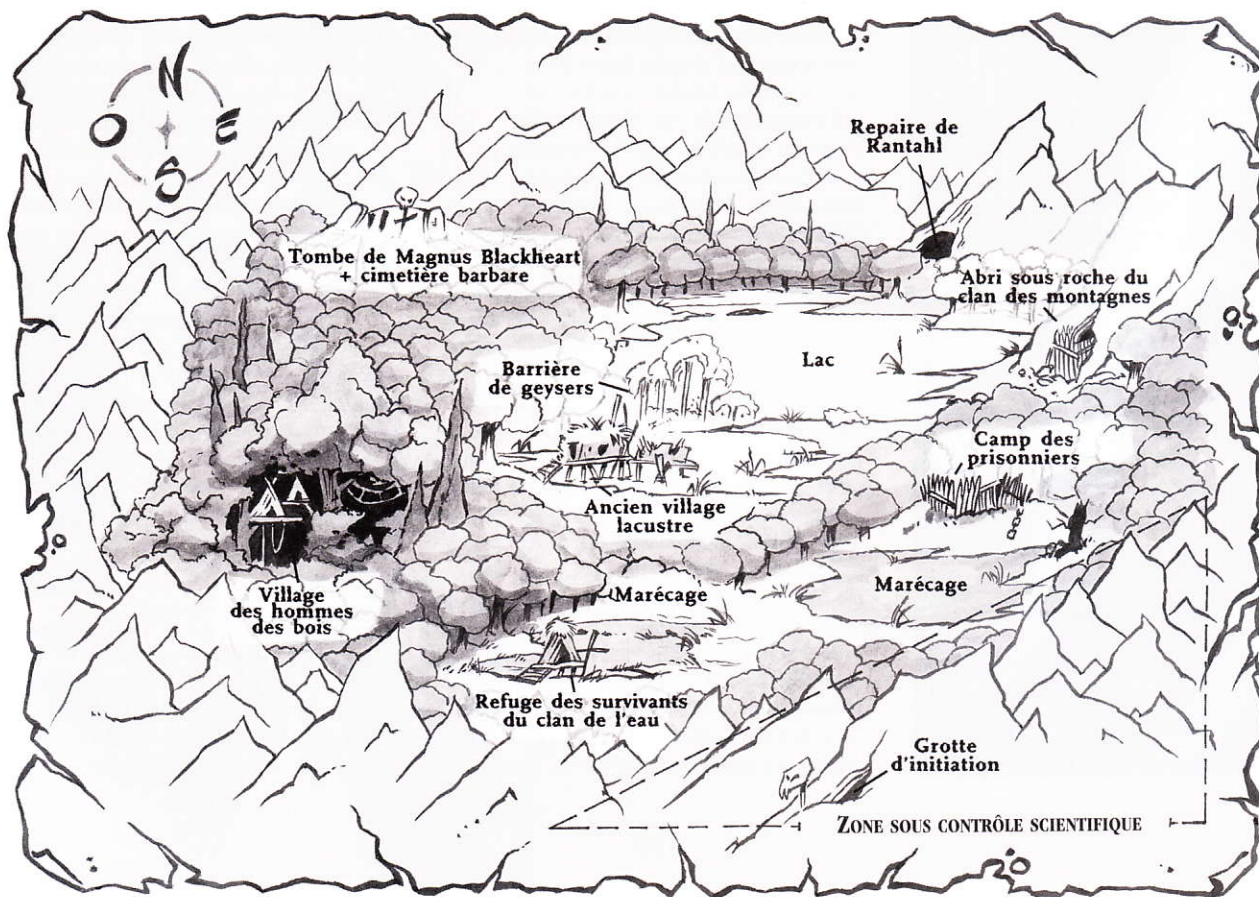 N
O E
S
Repaire de
Rantahl
Tombe de Magnus Blackheart
+ cimetière barbare
Abri sous roche du
clan des montagnes
Lac
Barrière
de geysers
Camp des
prisonniers
Ancien village
lacustre
Village
des hommes
des bois
Marécage
Marécage
Refuge des survivants
du clan de l'eau
Grotte
d'initiation
ZONE SOUS CONTRÔLE SCIENTIFIQUE